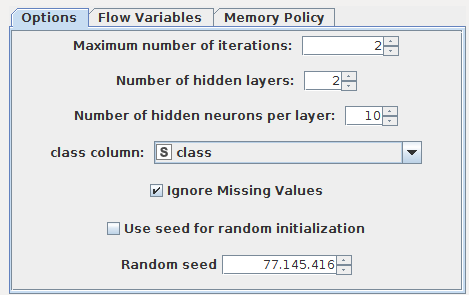 Options Flow Variables Memory Policy
Maximum number of iterations: 2
Number of hidden layers: 2
Number of hidden neurons per layer: 10
class column: S class
Ignore Missing Values
Use seed for random initialization
Random seed 77.145.416